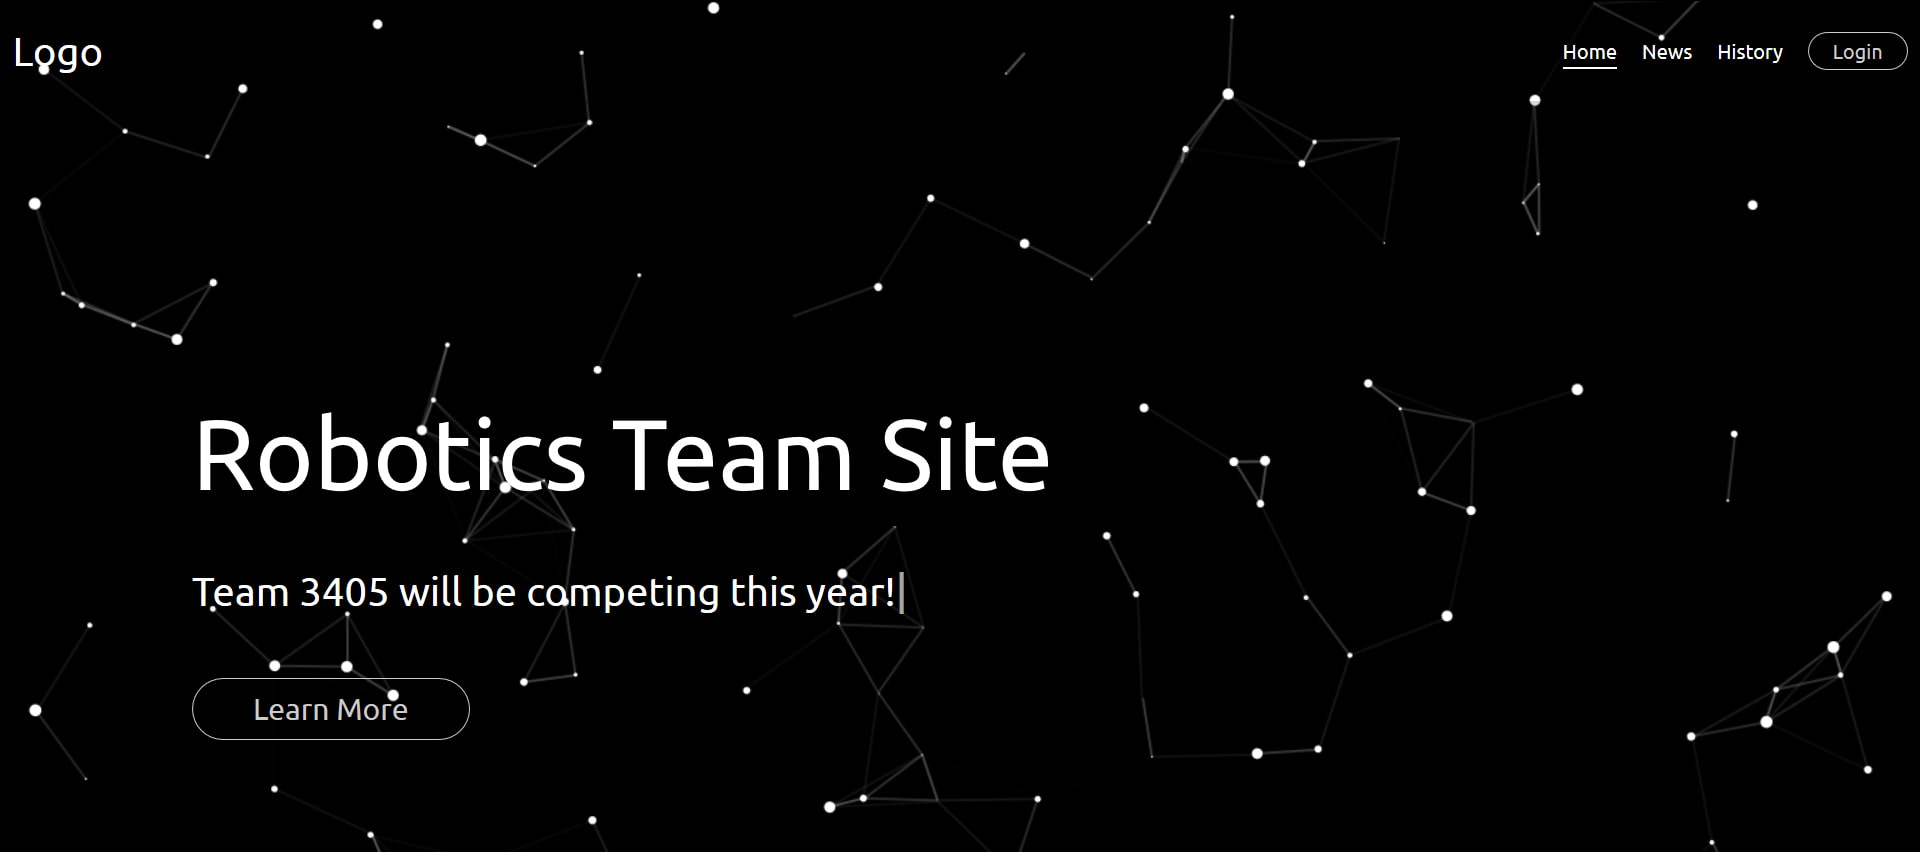 Logo
Home News History Login
Robotics Team Site
Team 3405 will be competing this year!|
Learn More